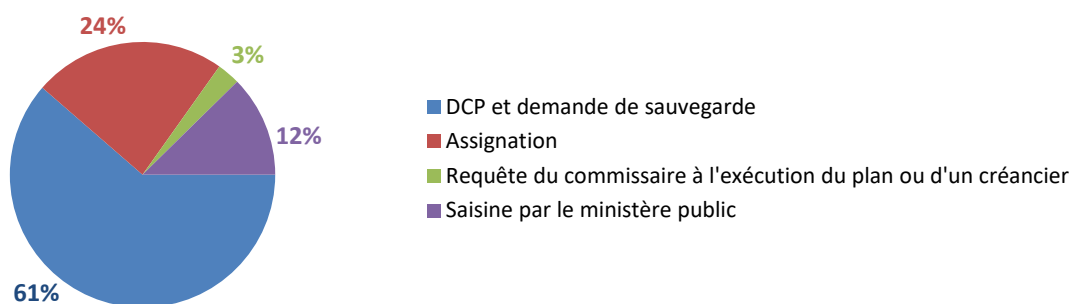 24%
3%
12%
61%
DCP et demande de sauvegarde
Assignation
Requête du commissaire à l'exécution du plan ou d'un créancier
Saisine par le ministère public